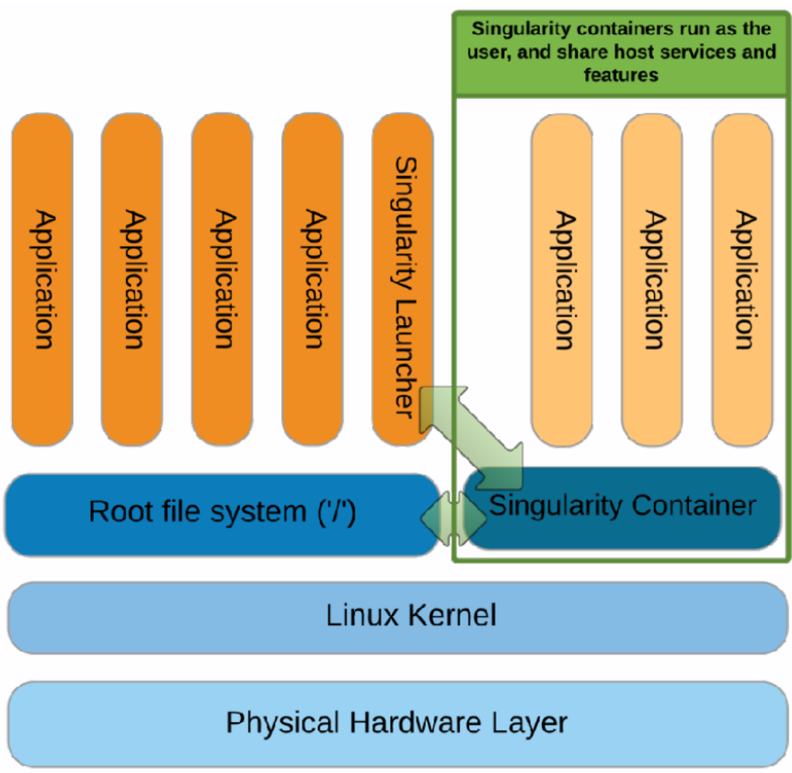 Singularity containers run as the
user, and share host services and
features
Application
Application
Application
Application
Singularity Launcher
Application
Application
Application
Root file system ('/')
Singularity Container
Linux Kernel
Physical Hardware Layer